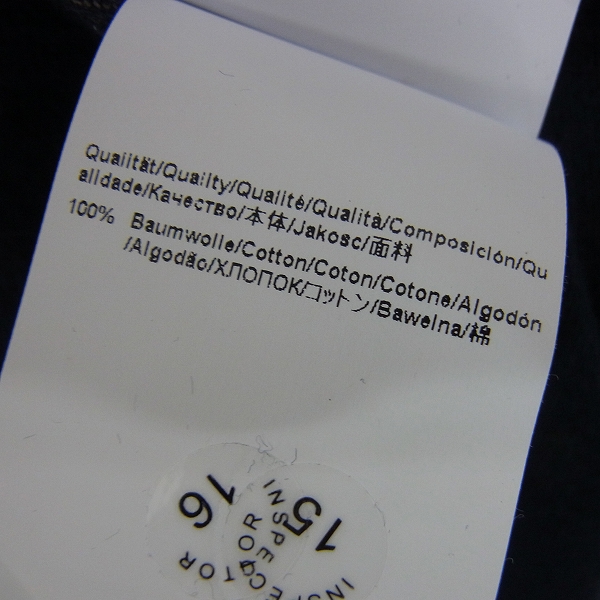 Qualität/Quality/Qualité/Qualità/Composición/Qu
alidade/Качество/本体/Jakosc/面料
100% Baumwolle/Cotton/Coton/Cotone/Algodón
/Algodão/ХЛОПОК/コットン/Bawelna/棉
16
INSPECTOR
15
INSPECTOR